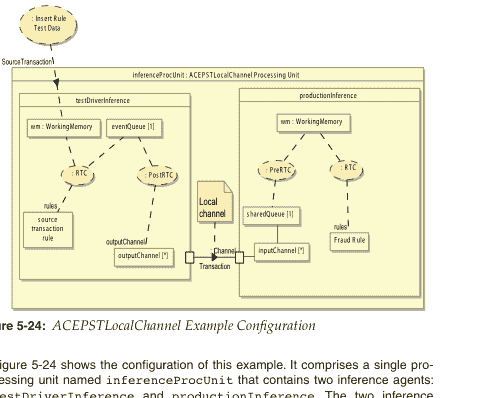 : Insert Rule
Test Data
SourceTransaction
inferenceProcUnit : ACEPSTLocalChannel Processing Unit
testDriverInference
productionInference
wm : WorkingMemory
eventQueue [1]
wm : WorkingMemory
: RTC
: PostRTC
: PreRTC
: RTC
Local
channel
rules
source
transaction
rule
sharedQueue [1]
rules
Fraud Rule
outputChannel
outputChannel [*]
: Channel
Transaction
inputChannel [*]
re 5-24: ACEPSTLocalChannel Example Configuration
igure 5-24 shows the configuration of this example. It comprises a single pro-
essing unit named inferenceProcUnit that contains two inference agents:
estDriverInference and productionInference. The two inference